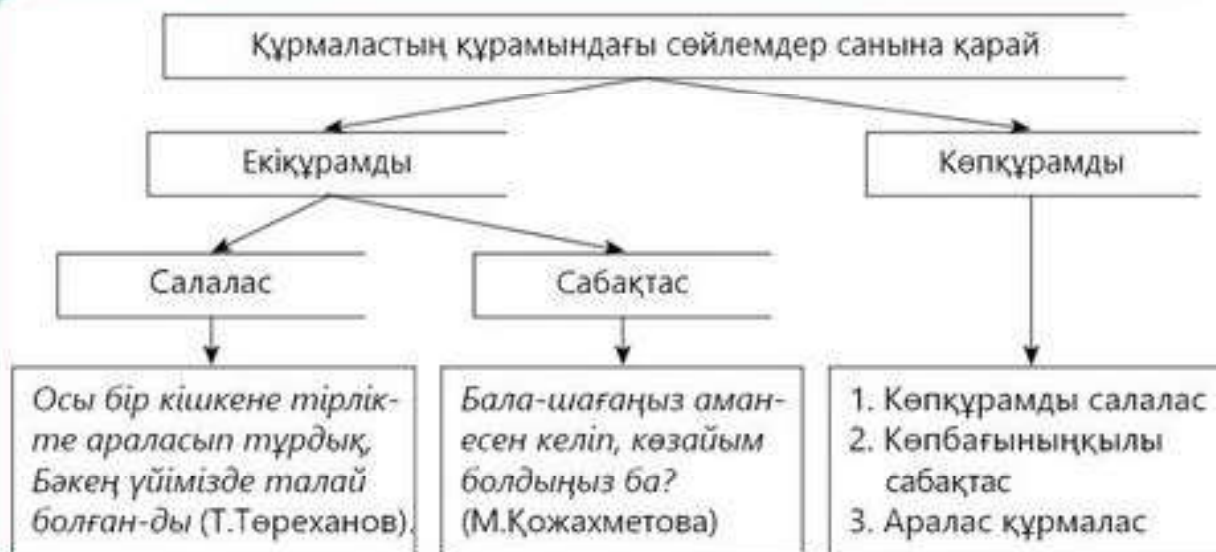 Құрмаластың құрамындағы сөйлемдер санына қарай
Екіқұрамды
Көпқұрамды
Салалас
Сабақтас
Осы бір кішкене тірлік-
те араласып тұрдық,
Бәкең үйімізде талай
болған-ды (Т.Төреханов).
Бала-шағаңыз аман-
есен келіп, көзайым
болдыңыз ба?
(М.Қожахметова)
1. Көпқұрамды салалас
2. Көпбағыныңқылы
сабақтас
3. Аралас құрмалас